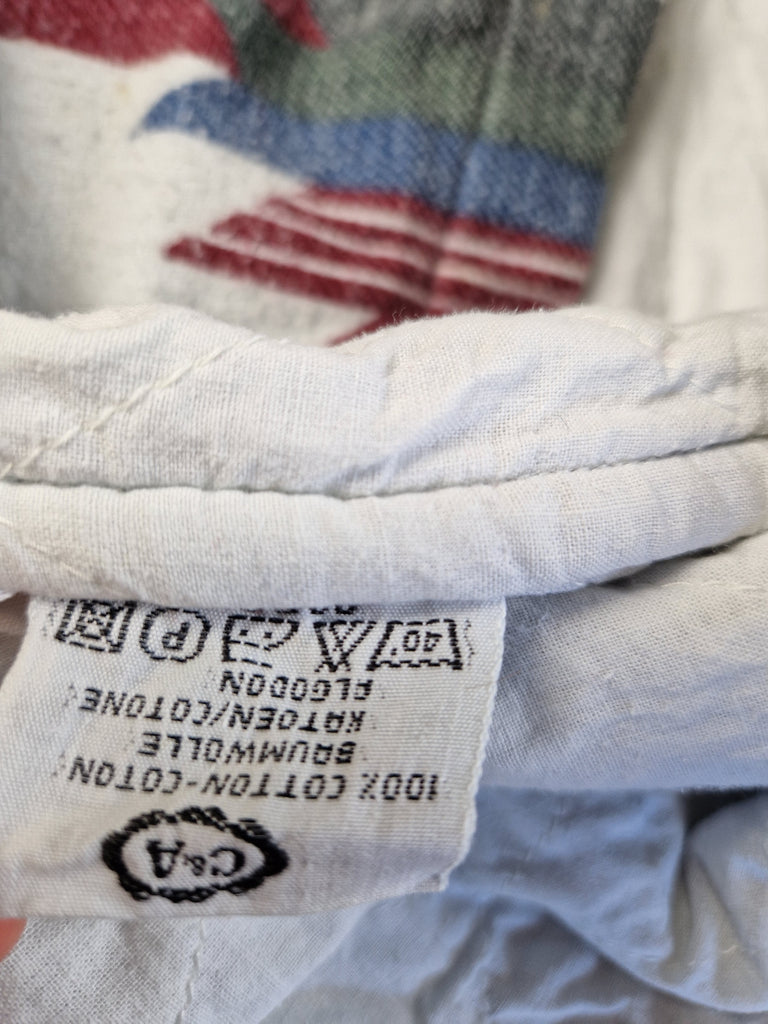 C&A
100% COTTON-COTON
BAUMWOLLE
KATOEN/COTONE
ALGODON
40°
P